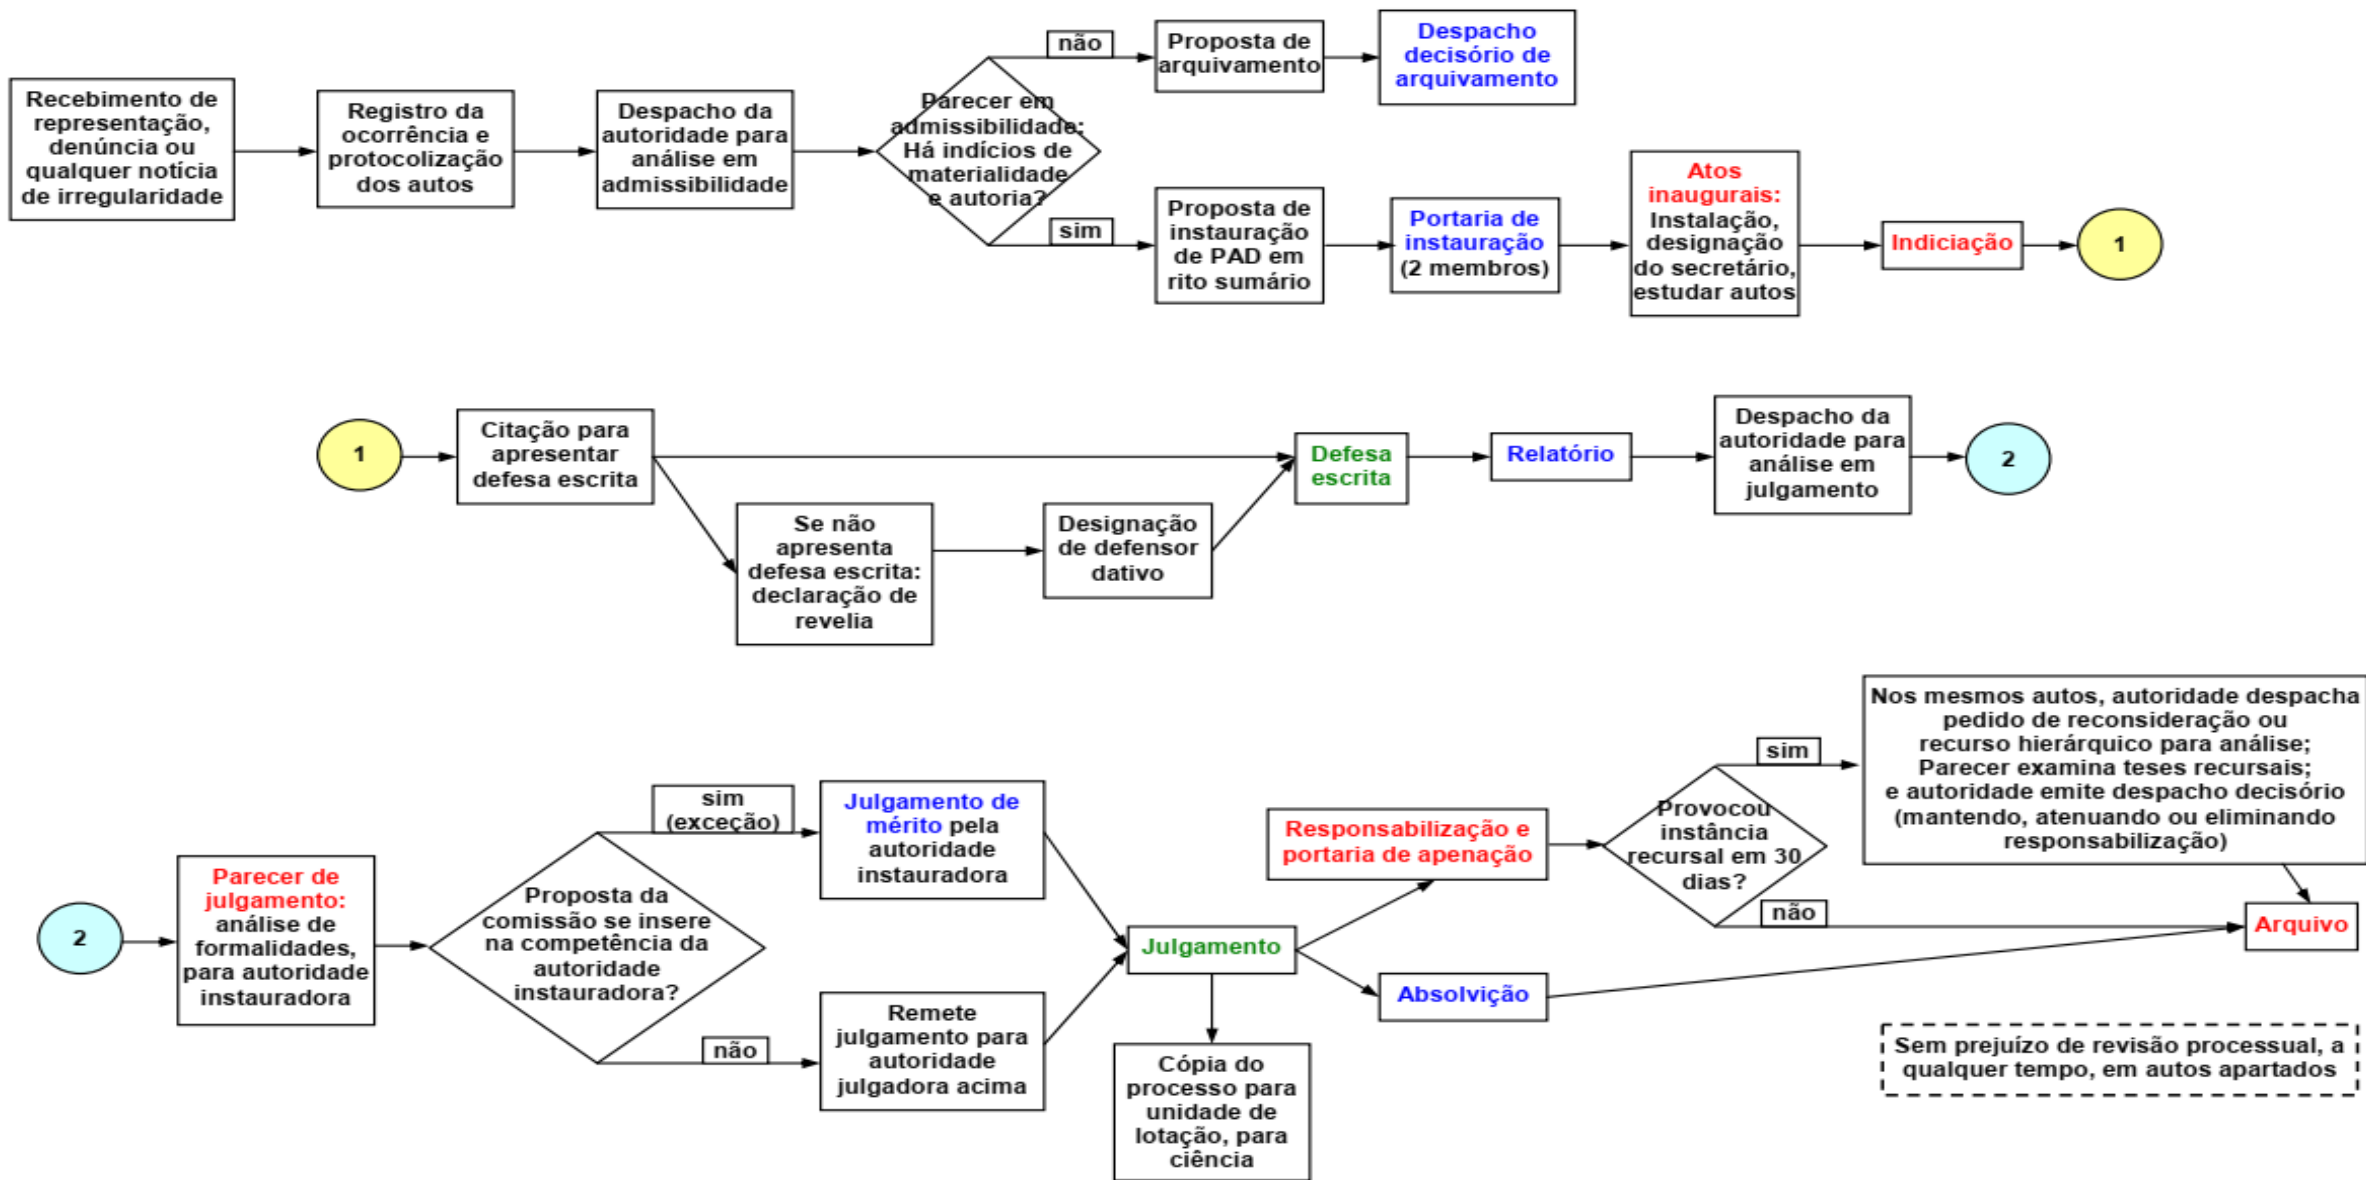 Recebimento de
representação,
denúncia ou
qualquer notícia
de irregularidade
Registro da
ocorrência e
protocolização
dos autos
Despacho da
autoridade para
análise em
admissibilidade
Parecer em
admissibilidade:
Há indícios de
materialidade
e autoria?
não
Proposta de
arquivamento
Despacho
decisório de
arquivamento
sim
Proposta de
instauração
de PAD em
rito sumário
Portaria de
instauração
(2 membros)
Atos
inaugurais:
Instalação,
designação
do secretário,
estudar autos
Indiciação
1
1
Citação para
apresentar
defesa escrita
Se não
apresenta
defesa escrita:
declaração de
revelia
Designação
de defensor
dativo
Defesa
escrita
Relatório
Despacho da
autoridade para
análise em
julgamento
2
2
Parecer de
julgamento:
análise de
formalidades,
para autoridade
instauradora
Proposta da
comissão se insere
na competência da
autoridade
instauradora?
sim
(exceção)
Julgamento de
mérito pela
autoridade
instauradora
não
Remete
julgamento para
autoridade
julgadora acima
Julgamento
Cópia do
processo para
unidade de
lotação, para
ciência
Responsabilização e
portaria de apenação
Absolvição
Provocou
instância
recursal em 30
dias?
sim
Nos mesmos autos, autoridade despacha
pedido de reconsideração ou
recurso hierárquico para análise;
Parecer examina teses recursais;
e autoridade emite despacho decisório
(mantendo, atenuando ou eliminando
responsabilização)
não
Arquivo
Sem prejuízo de revisão processual, a
qualquer tempo, em autos apartados